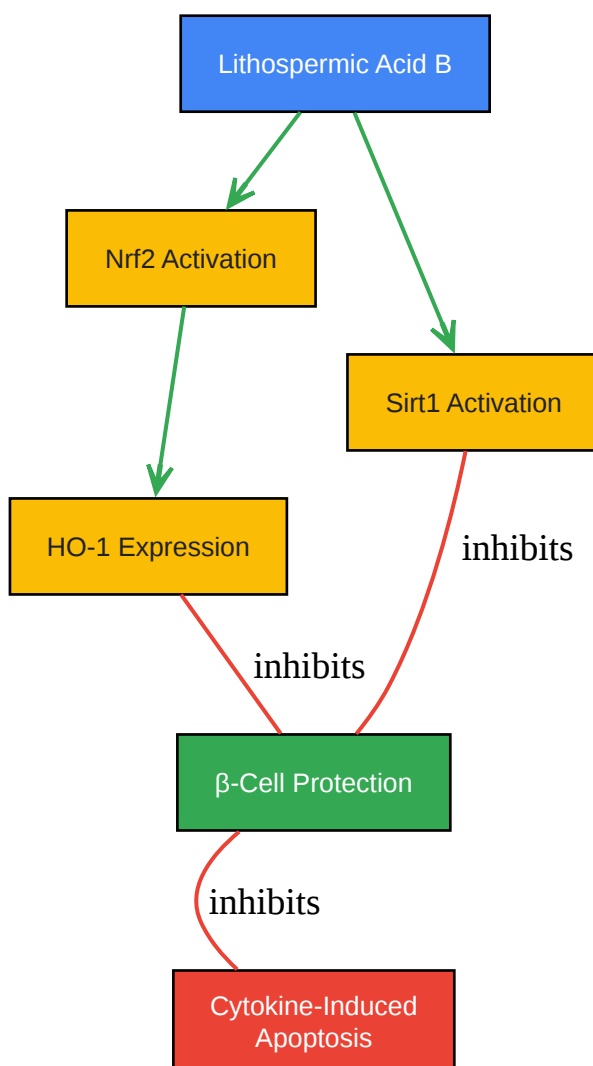 Lithospermic Acid B
Nrf2 Activation
Sirt1 Activation
HO-1 Expression
inhibits
inhibits
β-Cell Protection
inhibits
Cytokine-Induced
Apoptosis